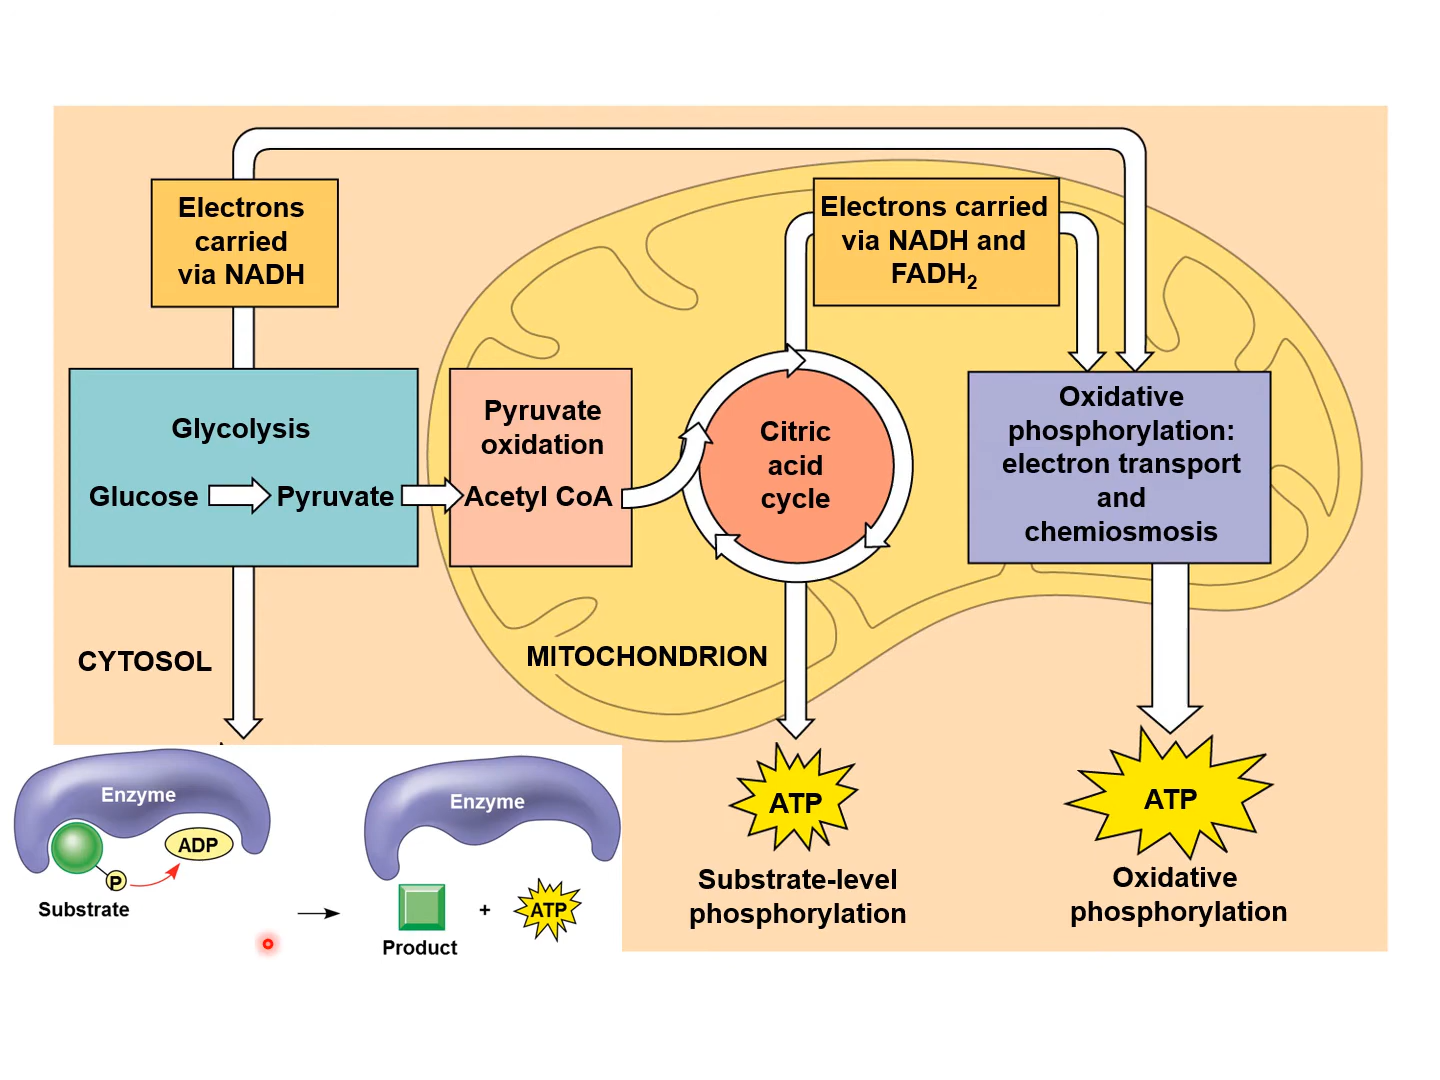 Electrons
carried
via NADH
Electrons carried
via NADH and
FADH2
Glycolysis
Glucose
Pyruvate
Pyruvate
oxidation
Acetyl CoA
Citric
acid
cycle
Oxidative
phosphorylation:
electron transport
and
chemiosmosis
CYTOSOL
MITOCHONDRION
Enzyme
ADP
P
Substrate
Enzyme
Product
+
ATP
ATP
Substrate-level
phosphorylation
ATP
Oxidative
phosphorylation